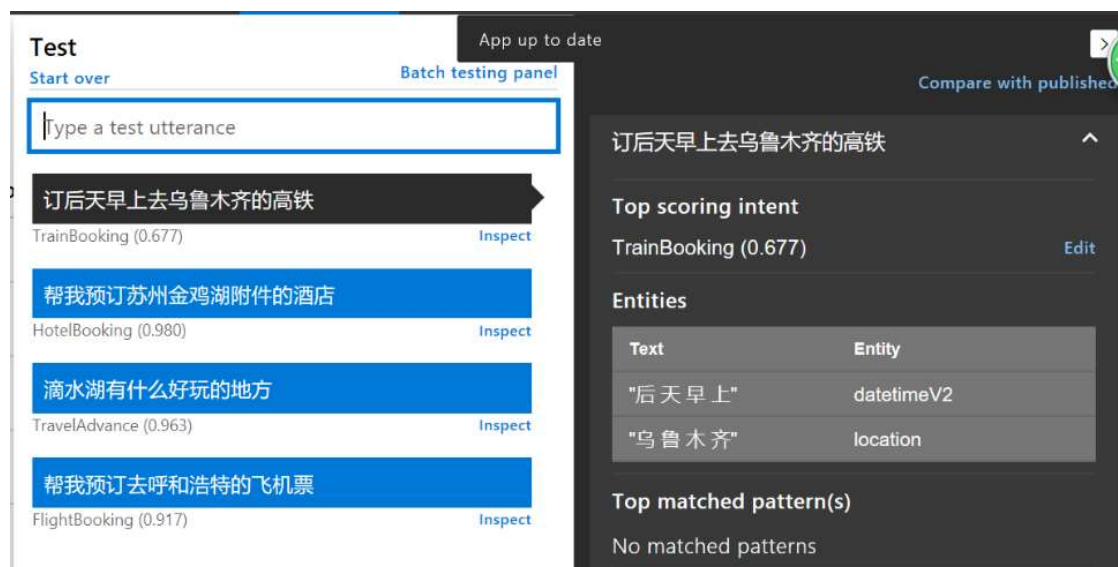 Test
App up to date
Start over
Batch testing panel
Compare with published
Type a test utterance
订后天早上去乌鲁木齐的高铁
TrainBooking (0.677)
Inspect
帮我预订苏州金鸡湖附件的酒店
HotelBooking (0.980)
Inspect
滴水湖有什么好玩的地方
TravelAdvance (0.963)
Inspect
帮我预订去呼和浩特的飞机票
FlightBooking (0.917)
Inspect
订后天早上去乌鲁木齐的高铁
Top scoring intent
TrainBooking (0.677)
Edit
Entities
Text Entity
"后天早上" datetimeV2
"乌鲁木齐" location
Top matched pattern(s)
No matched patterns